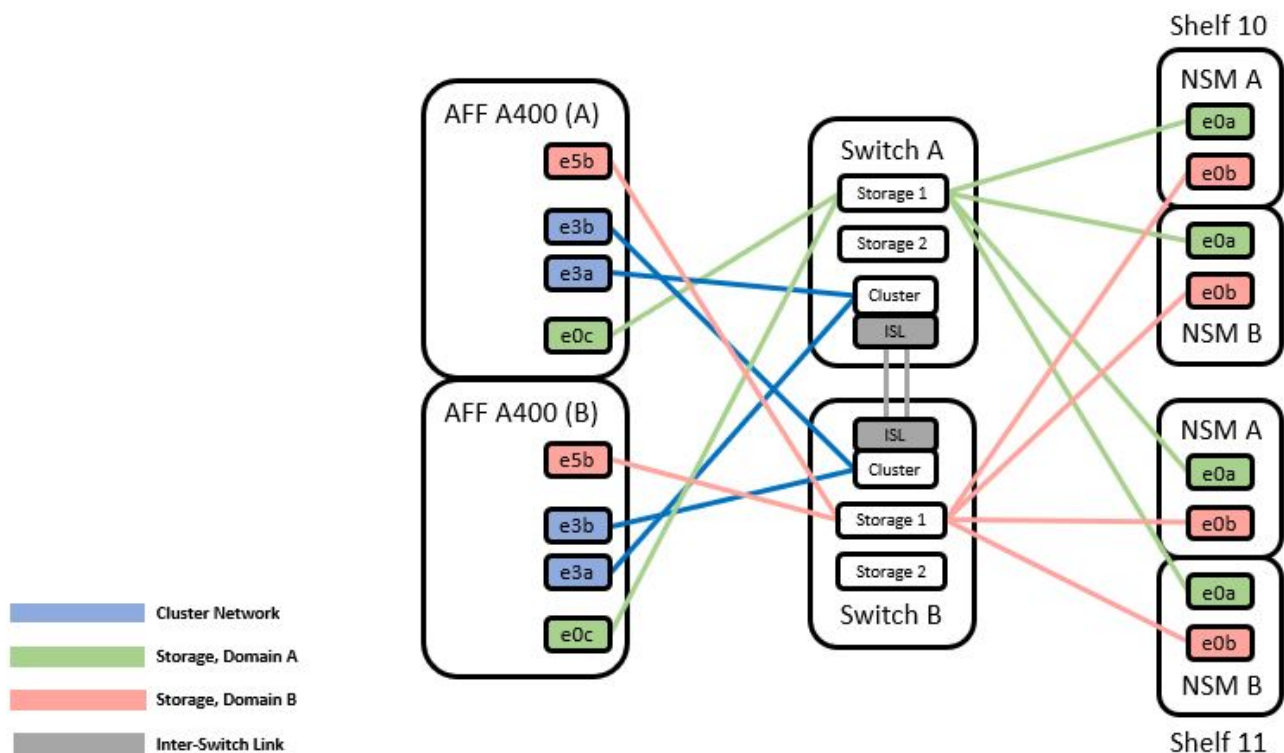 Shelf 10
AFF A400 (A)
e5b
e3b
e3a
e0c
AFF A400 (B)
e5b
e3b
e3a
e0c
Switch A
Storage 1
Storage 2
Cluster
ISL
ISL
Cluster
Storage 1
Storage 2
Switch B
NSM A
e0a
e0b
e0a
e0b
NSM B
NSM A
e0a
e0b
e0a
e0b
NSM B
Shelf 11
Cluster Network
Storage, Domain A
Storage, Domain B
Inter-Switch Link